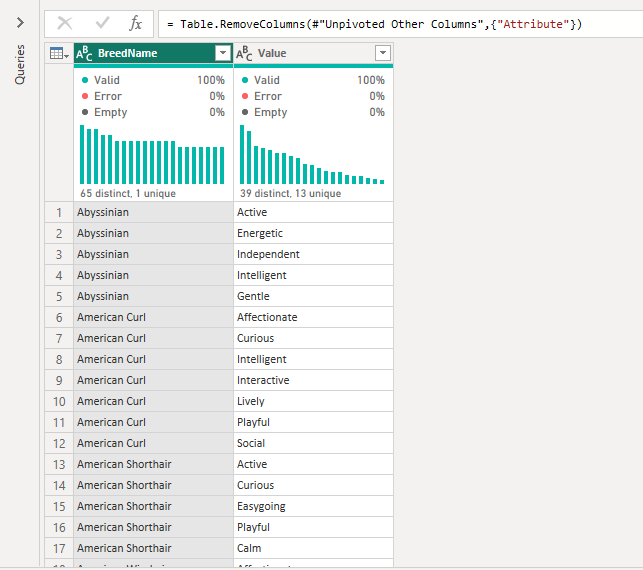 fx = Table.RemoveColumns(#"Unpivoted Other Columns",{"Attribute"})
Queries
ABC BreedName ABC Value
Valid 100% Valid 100%
Error 0% Error 0%
Empty 0% Empty 0%
65 distinct, 1 unique 39 distinct, 13 unique
1 Abyssinian Active
2 Abyssinian Energetic
3 Abyssinian Independent
4 Abyssinian Intelligent
5 Abyssinian Gentle
6 American Curl Affectionate
7 American Curl Curious
8 American Curl Intelligent
9 American Curl Interactive
10 American Curl Lively
11 American Curl Playful
12 American Curl Social
13 American Shorthair Active
14 American Shorthair Curious
15 American Shorthair Easygoing
16 American Shorthair Playful
17 American Shorthair Calm